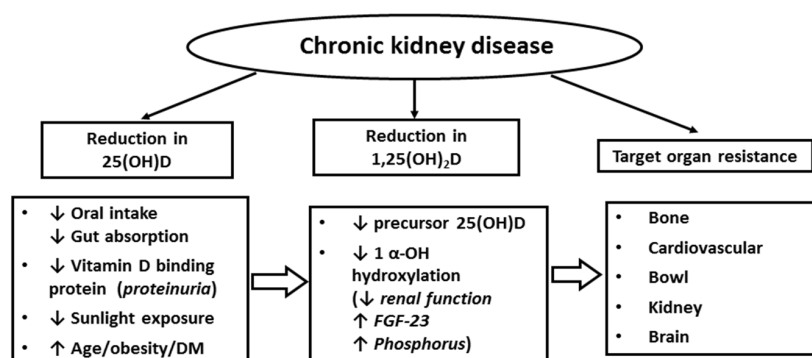 Chronic kidney disease
Reduction in
25(OH)D
Reduction in
1,25(OH)₂D
Target organ resistance
• ↓ Oral intake
↓ Gut absorption
• ↓ Vitamin D binding
protein (proteinuria)
• ↓ Sunlight exposure
• ↑ Age/obesity/DM
• ↓ precursor 25(OH)D
• ↓ 1 α-OH
hydroxylation
(↓ renal function
↑ FGF-23
↑ Phosphorus)
• Bone
• Cardiovascular
• Bowl
• Kidney
• Brain